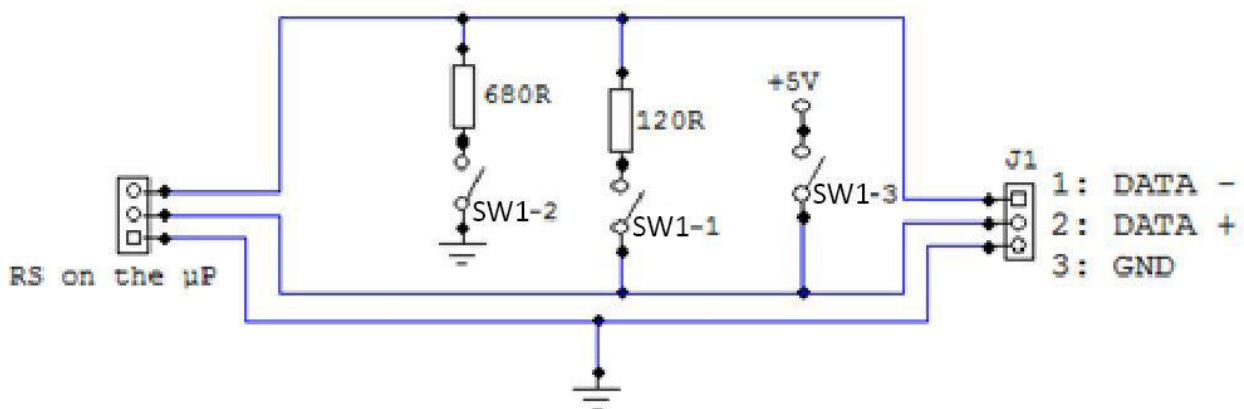 680R
120R
+5V
SW1-2
SW1-1
SW1-3
RS on the µP
J1
1: DATA -
2: DATA +
3: GND